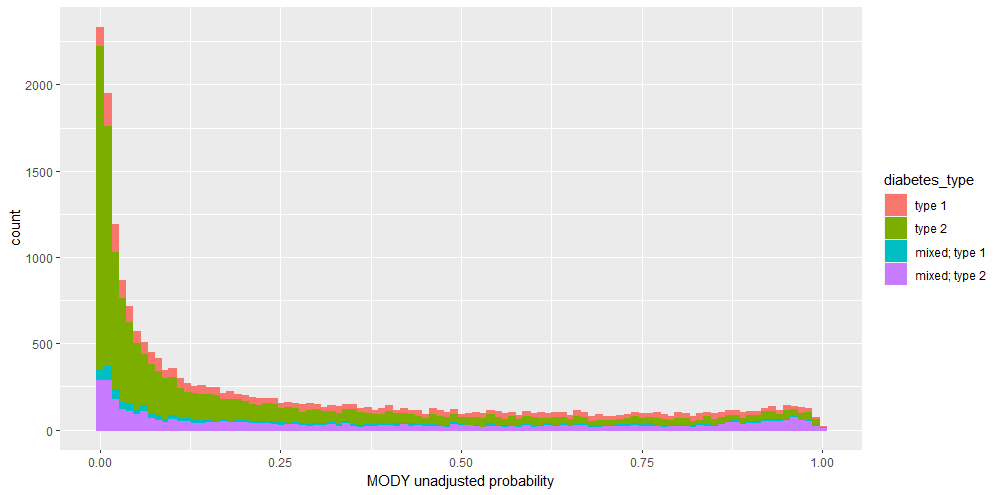 count
2000
1500
1000
500
0
0.00 0.25 0.50 0.75 1.00
MODY unadjusted probability
diabetes_type
type 1
type 2
mixed; type 1
mixed; type 2